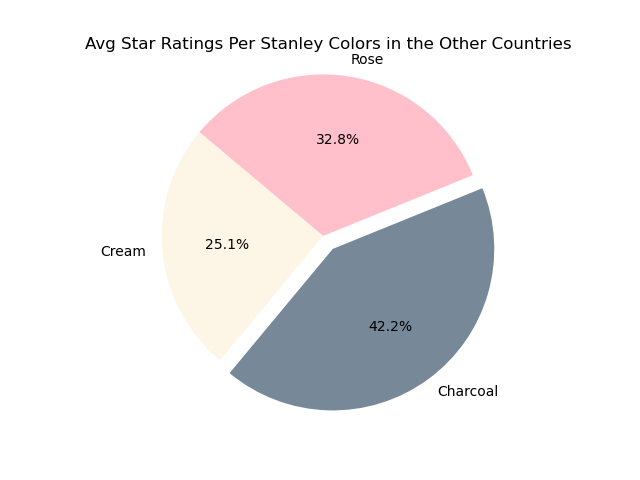 Avg Star Ratings Per Stanley Colors in the Other Countries
Rose
32.8%
Cream
25.1%
42.2%
Charcoal